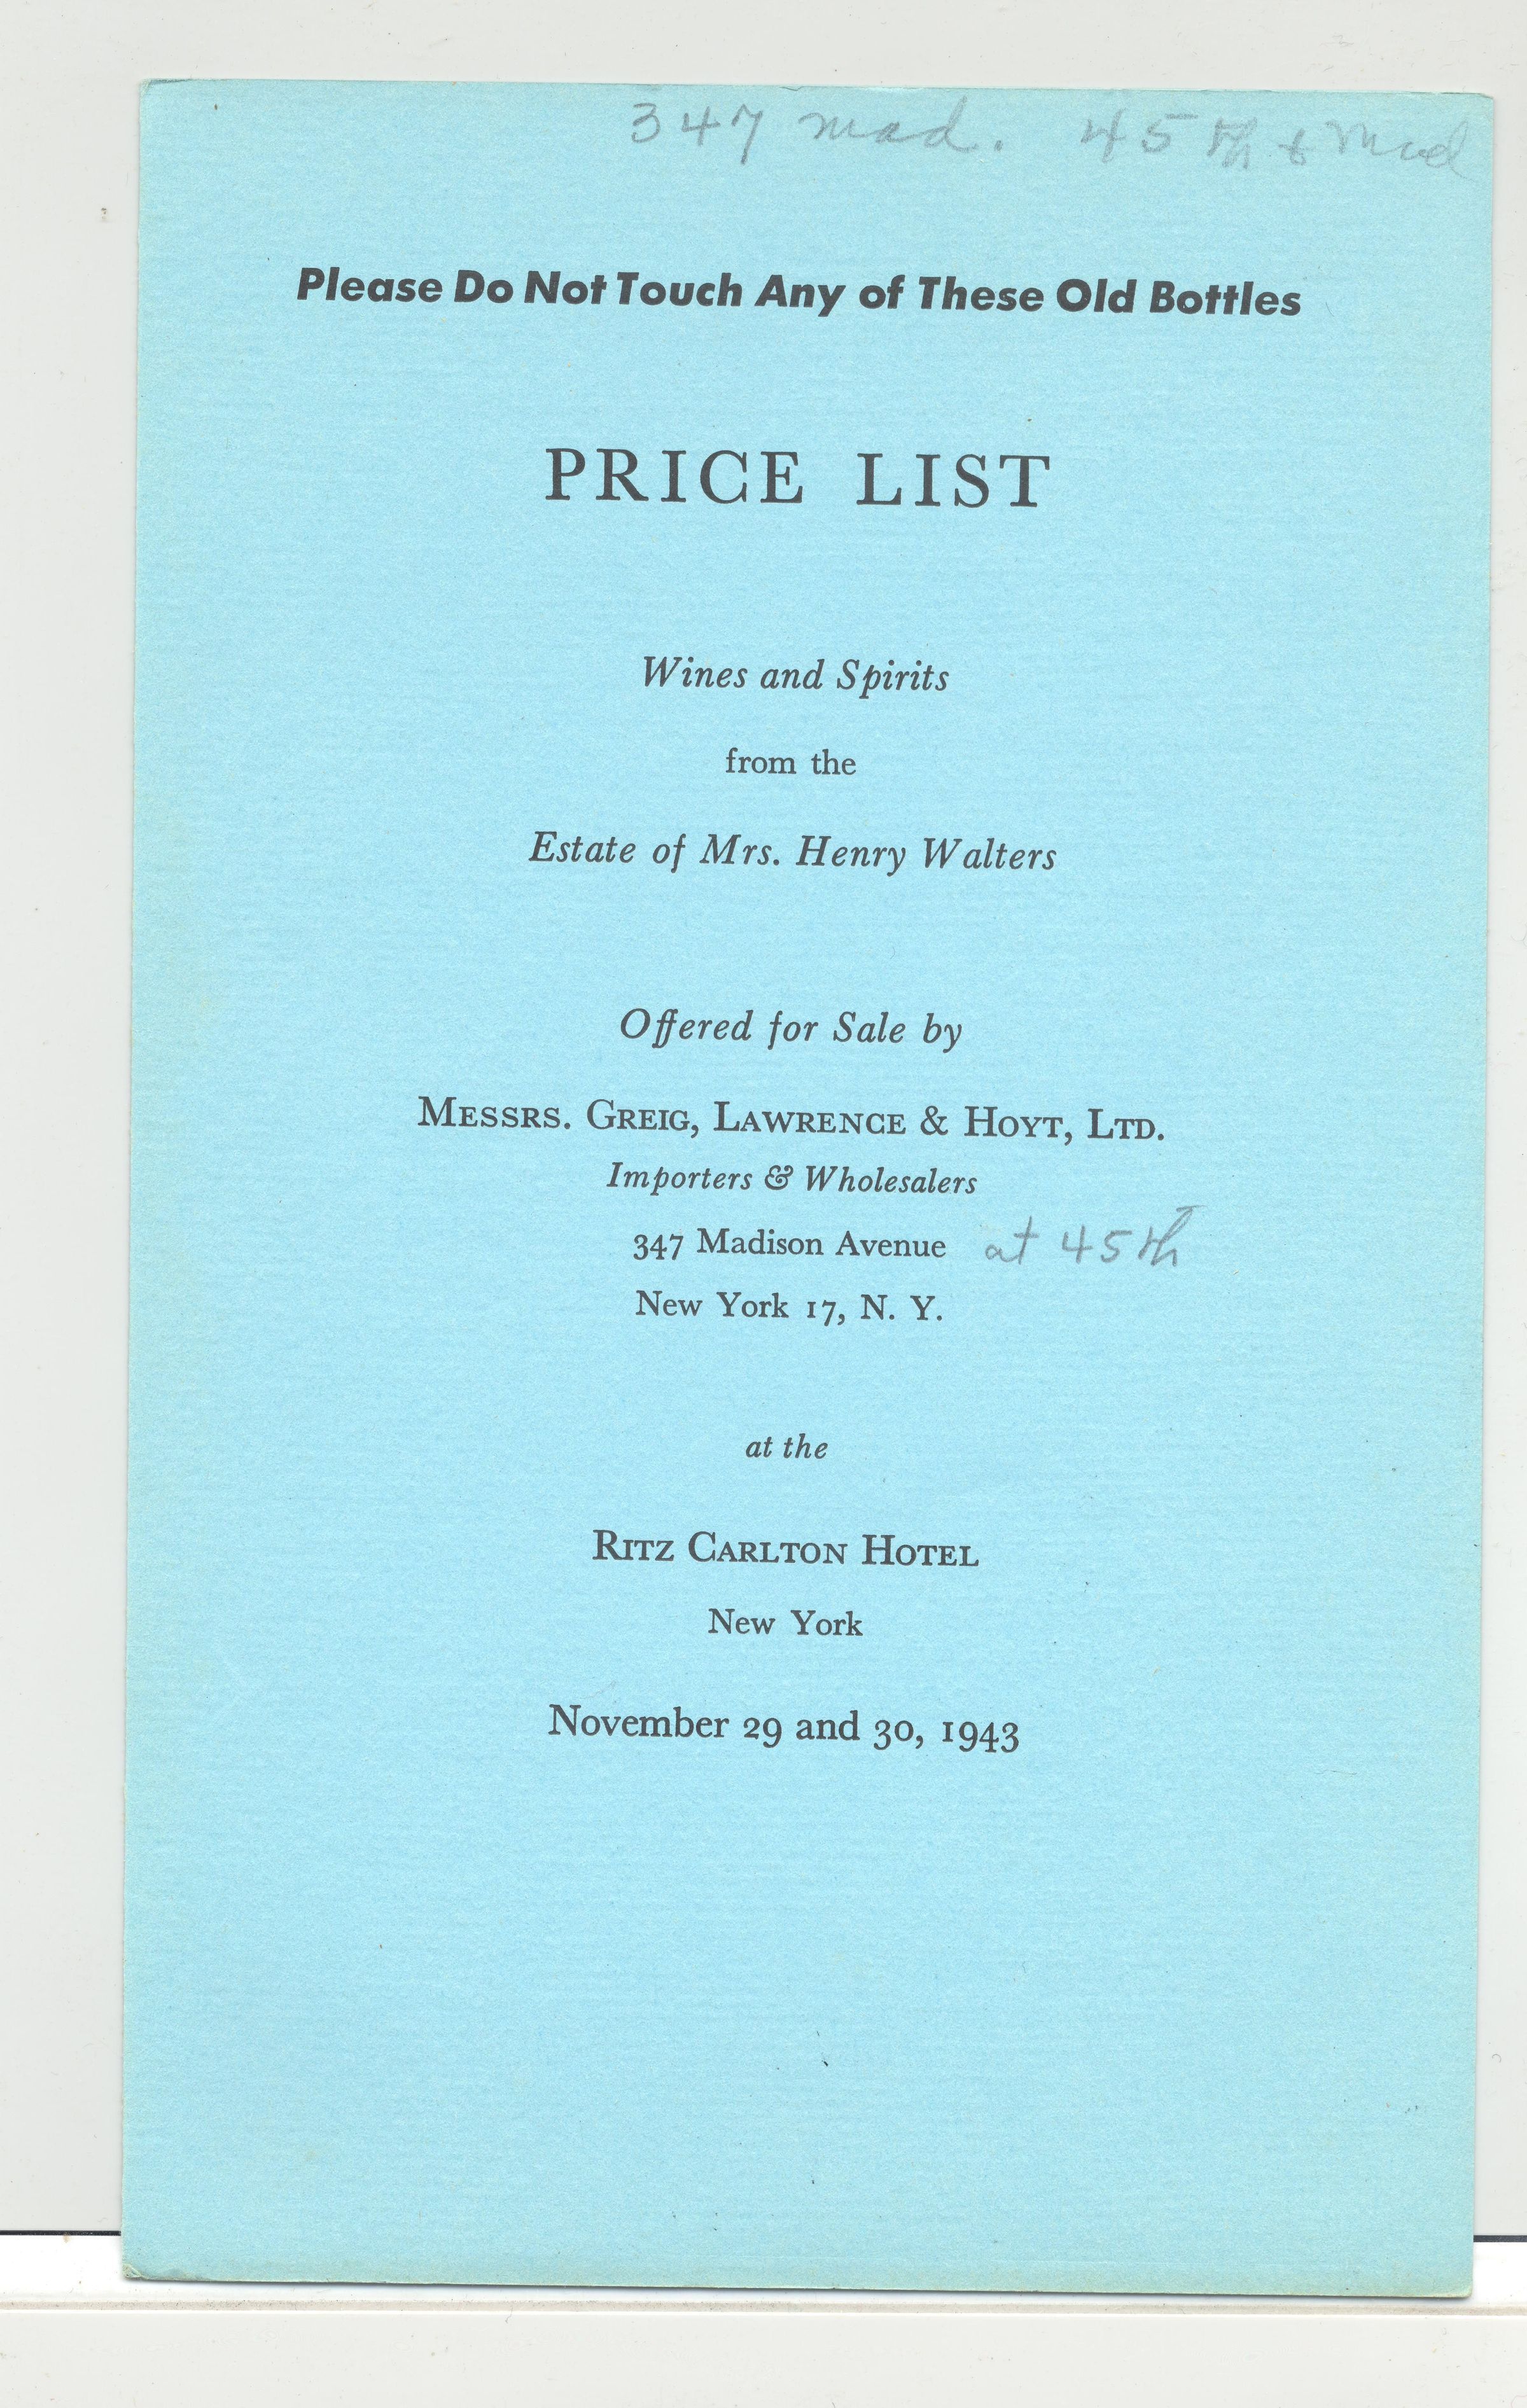 347 Mad. 45th & Mad
Please Do Not Touch Any of These Old Bottles
PRICE LIST
Wines and Spirits
from the
Estate of Mrs. Henry Walters
Offered for Sale by
MESSRS. GREIG, LAWRENCE & HOYT, LTD.
Importers & Wholesalers
347 Madison Avenue at 45th
New York 17, N. Y.
at the
RITZ CARLTON HOTEL
New York
November 29 and 30, 1943